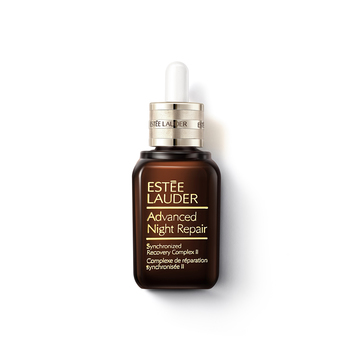 ESTĒE LAUDER
ESTĒE
LAUDER
Advanced
Night Repair
Synchronized
Recovery Complex II
Complexe de réparation
synchronisée II